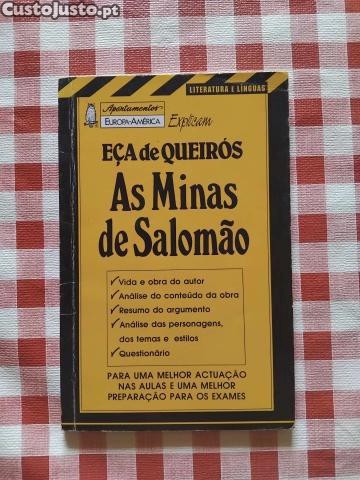 CustoJusto.pt
LITERATURA E LÍNGUAS
Apontamentos
EUROPA-AMÉRICA
Explicam
EÇA de QUEIRÓS
As Minas
de Salomão
✓Vida e obra do autor
✓Análise do conteúdo da obra
✓Resumo do argumento
✓Análise das personagens,
dos temas e estilos
✓Questionário
PARA UMA MELHOR ACTUAÇÃO
NAS AULAS E UMA MELHOR
PREPARAÇÃO PARA OS EXAMES